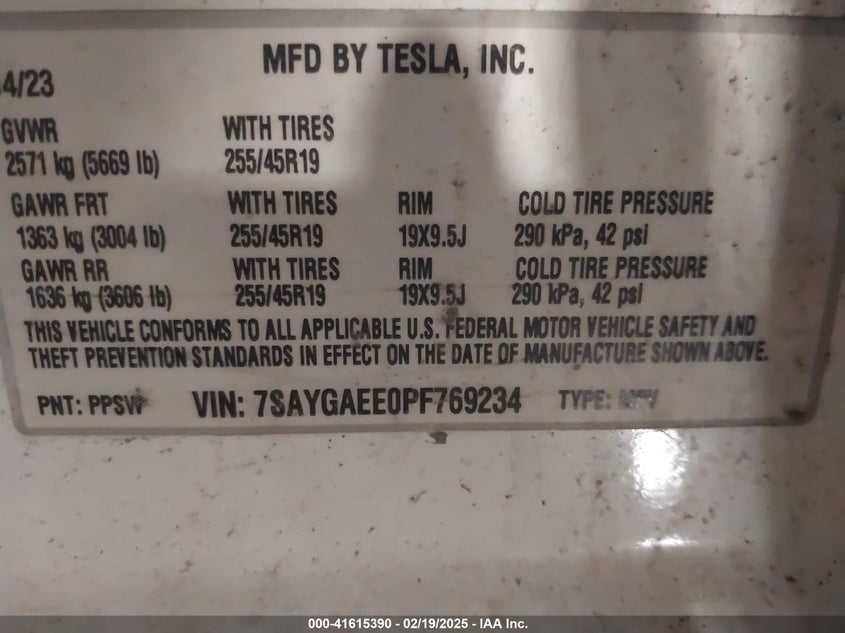 MFD BY TESLA, INC.
4/23
GVWR WITH TIRES
2571 kg (5669 lb) 255/45R19
GAWR FRT WITH TIRES RIM COLD TIRE PRESSURE
1363 kg (3004 lb) 255/45R19 19X9.5J 290 kPa, 42 psi
GAWR RR WITH TIRES RIM COLD TIRE PRESSURE
1636 kg (3606 lb) 255/45R19 19X9.5J 290 kPa, 42 psi
THIS VEHICLE CONFORMS TO ALL APPLICABLE U.S. FEDERAL MOTOR VEHICLE SAFETY AND
THEFT PREVENTION STANDARDS IN EFFECT ON THE DATE OF MANUFACTURE SHOWN ABOVE.
PNT: PPSW VIN: 7SAYGAEE0PF769234 TYPE: MPV
000-41615390 - 02/19/2025 - IAA Inc.